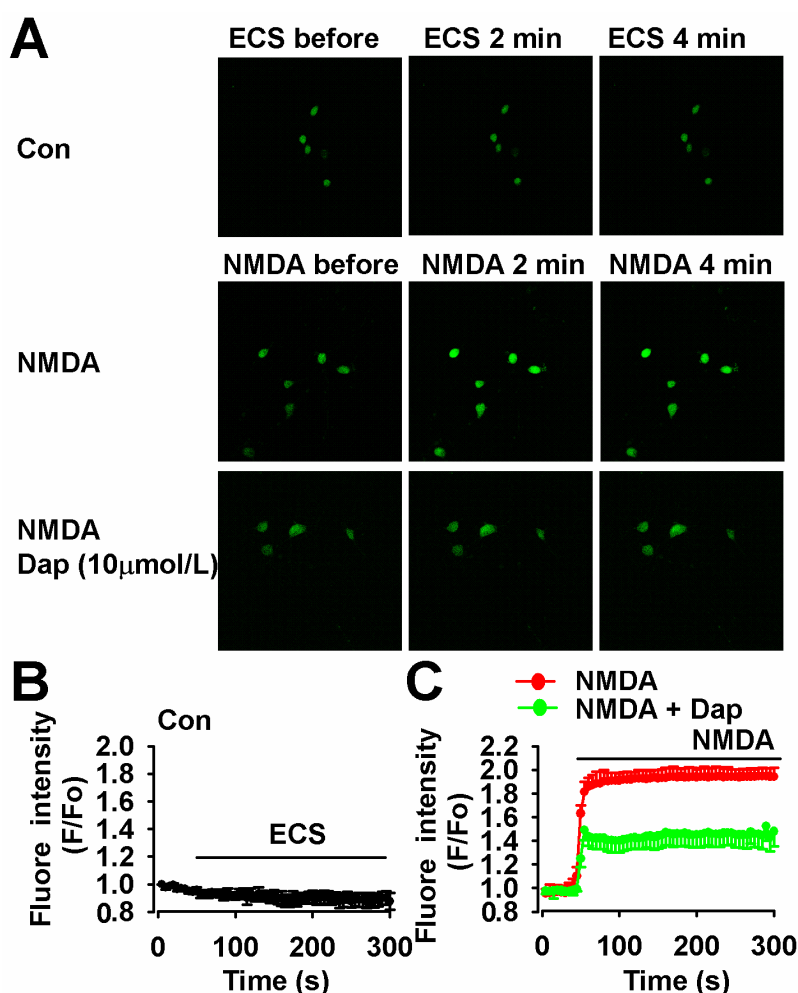 A
ECS before ECS 2 min ECS 4 min
Con
NMDA before NMDA 2 min NMDA 4 min
NMDA
NMDA
Dap (10μmol/L)
B
Con
Fluore intensity
(F/Fo)
2.0
1.8
1.6
1.4
1.2
1.0
0.8
ECS
0 100 200 300
Time (s)
C
NMDA
NMDA + Dap
NMDA
Fluore intensity
(F/Fo)
2.2
2.0
1.8
1.6
1.4
1.2
1.0
0.8
0 100 200 300
Time (s)